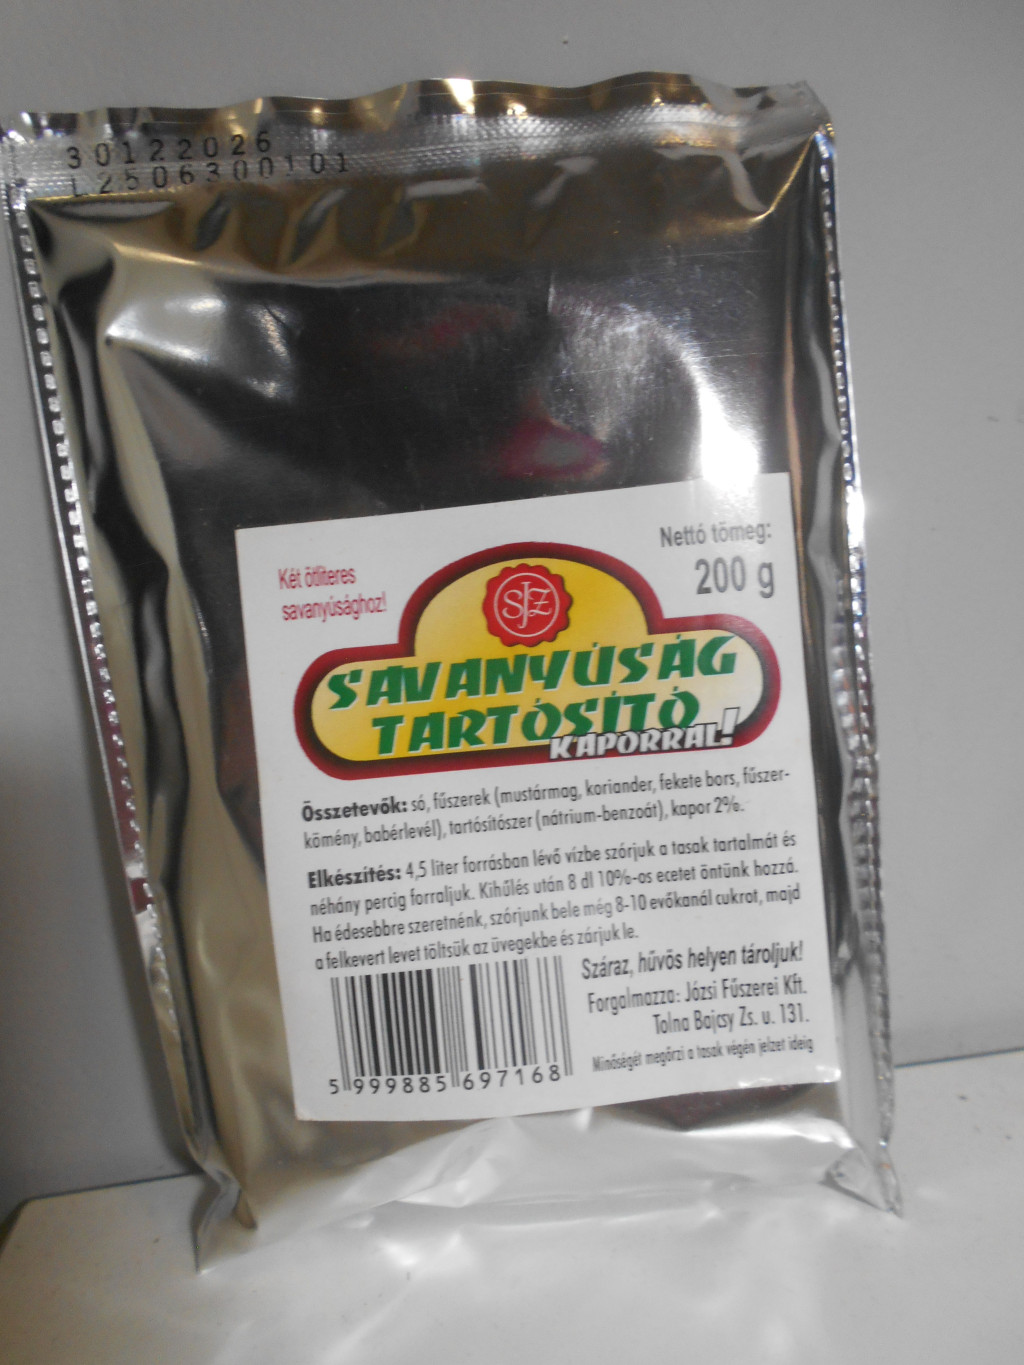 30122026
L2506300101
Nettó tömeg:
200 g
Két ötliteres
savanyúsághoz!
SJZ
SAVANYÚSÁG
TARTÓSÍTÓ
KAPORRAL!
Összetevők: só, fűszerek (mustármag, koriander, fekete bors, fűszer-
kömény, babérlevél), tartósítószer (nátrium-benzoát), kapor 2%.
Elkészítés: 4,5 liter forrásban lévő vízbe szórjuk a tasak tartalmát és
néhány percig forraljuk. Kihűlés után 8 dl 10%-os ecetet öntünk hozzá.
Ha édesebbre szeretnénk, szórjunk bele még 8-10 evőkanál cukrot, majd
a felkevert levet töltsük az üvegekbe és zárjuk le.
Száraz, hűvös helyen tároljuk!
Forgalmazza: Józsi Fűszerei Kft.
Tolna Bajcsy Zs. u. 131.
Minőségét megőrzi a tasak végén jelzet ideig
5 999885 697168